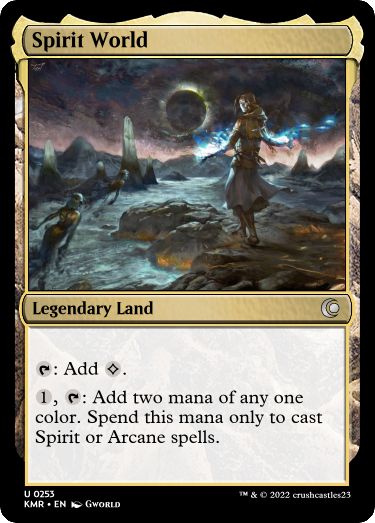 Spirit World
Legendary Land
: Add .
1, : Add two mana of any one
color. Spend this mana only to cast
Spirit or Arcane spells.
U 0253
KMR • EN Gworld
™ & © 2022 crushcastles23